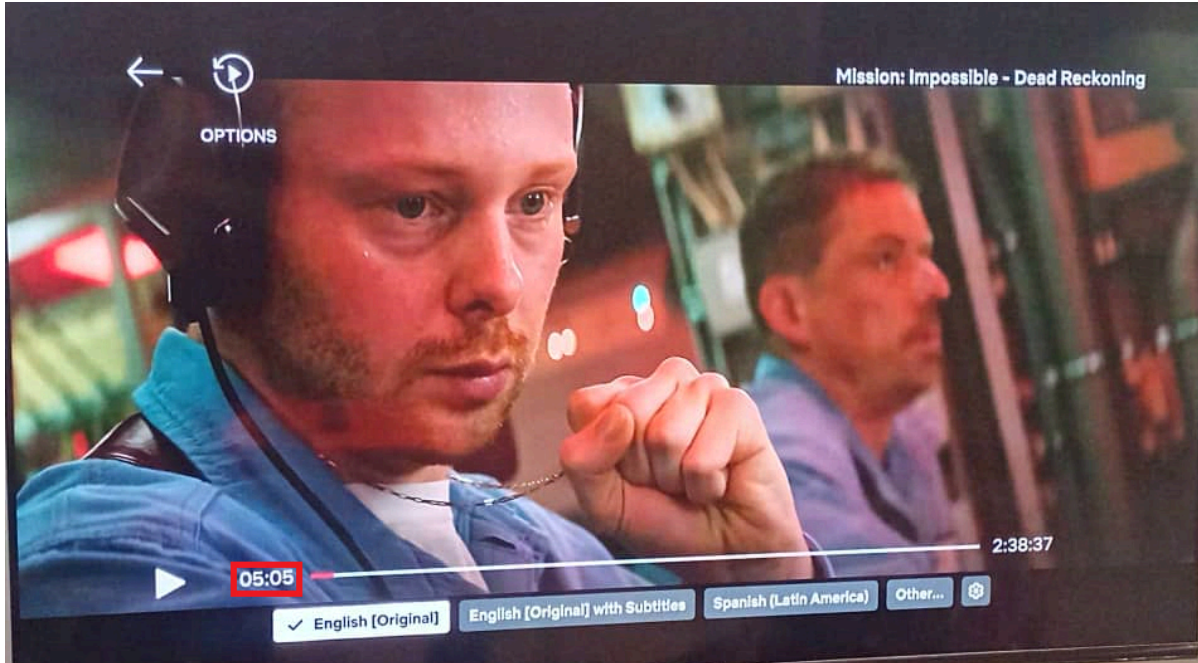 Mission: Impossible - Dead Reckoning
OPTIONS
05:05
2:38:37
English [Original]
English [Original] with Subtitles
Spanish (Latin America)
Other...